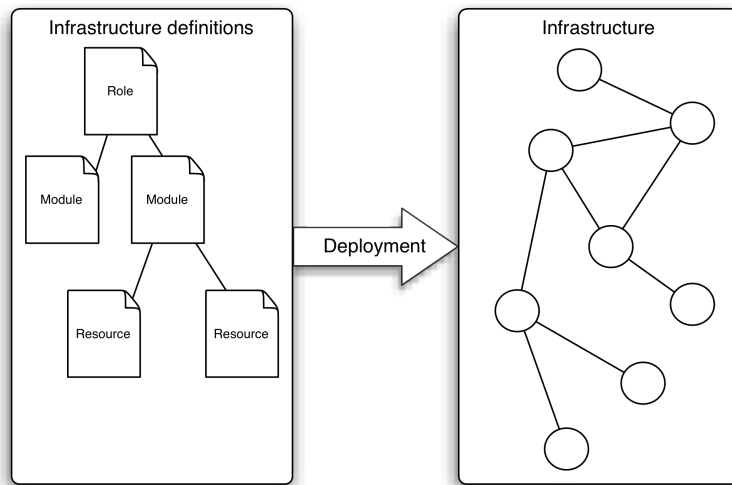 Infrastructure definitions
Role
Module
Module
Resource
Resource
Deployment
Infrastructure